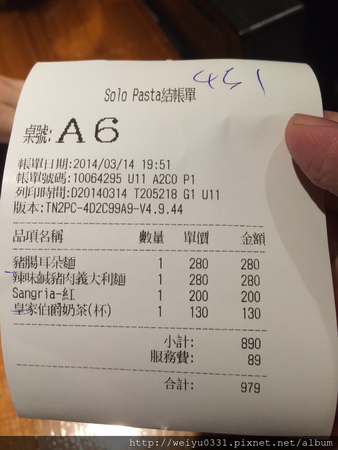 451
Solo Pasta結帳單
桌號:A6
帳單日期:2014/03/14 19:51
帳單號碼:10064295 U11 A2C0 P1
列印時間:D20140314 T205218 G1 U11
版本:TN2PC-4D2C99A9-V4.9.44
品項名稱 數量 單價 金額
豬腸耳朵麵 1 280 280
辣味鹹豬肉義大利麵 1 280 280
Sangria-紅 1 200 200
皇家伯爵奶茶(杯) 1 130 130
小計: 890
服務費: 89
合計: 979
http://weiyu0331.pixnet.net/album